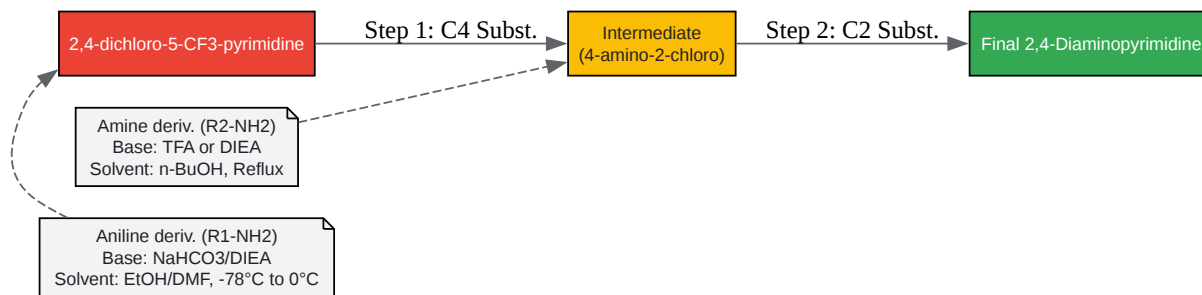 2,4-dichloro-5-CF3-pyrimidine
Step 1: C4 Subst.
Intermediate
(4-amino-2-chloro)
Step 2: C2 Subst.
Final 2,4-Diaminopyrimidine
Amine deriv. (R2-NH2)
Base: TFA or DIEA
Solvent: n-BuOH, Reflux
Aniline deriv. (R1-NH2)
Base: NaHCO3/DIEA
Solvent: EtOH/DMF, -78°C to 0°C